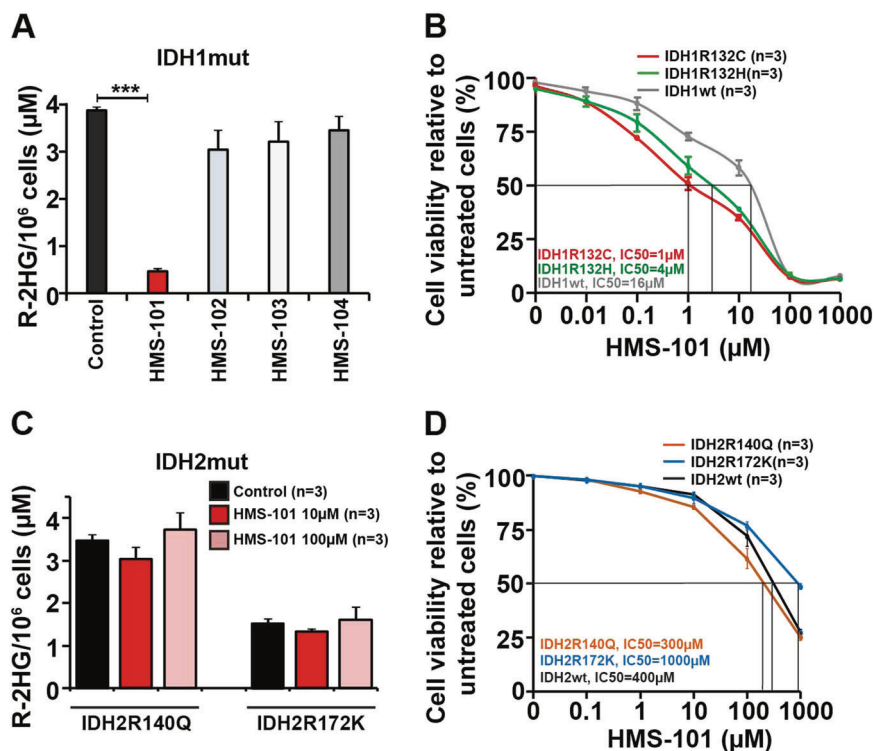 A
IDH1mut
R-2HG/10⁶ cells (µM)
4
3
2
1
0
***
Control
HMS-101
HMS-102
HMS-103
HMS-104
B
IDH1R132C (n=3)
IDH1R132H(n=3)
IDH1wt (n=3)
Cell viability relative to
untreated cells (%)
100
75
50
25
0
IDH1R132C, IC50=1µM
IDH1R132H, IC50=4µM
IDH1wt, IC50=16µM
0 0.01 0.1 1 10 100 1000
HMS-101 (µM)
C
IDH2mut
Control (n=3)
HMS-101 10µM (n=3)
HMS-101 100µM (n=3)
R-2HG/10⁶ cells (µM)
4
3
2
1
0
IDH2R140Q IDH2R172K
D
IDH2R140Q (n=3)
IDH2R172K(n=3)
IDH2wt (n=3)
Cell viability relative to
untreated cells (%)
100
75
50
25
0
IDH2R140Q, IC50=300µM
IDH2R172K, IC50=1000µM
IDH2wt, IC50=400µM
0 0.1 1 10 100 1000
HMS-101 (µM)